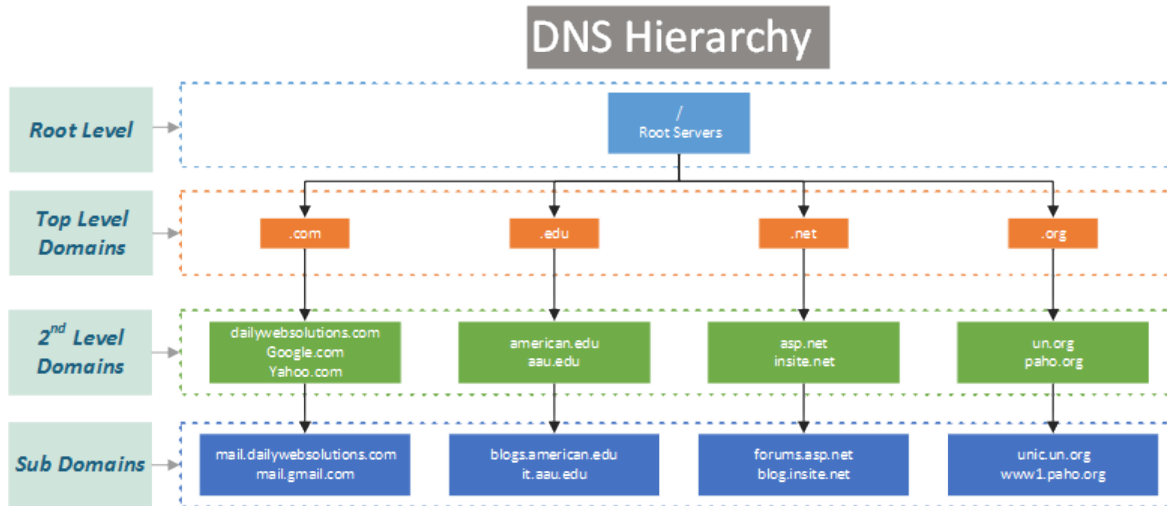 DNS Hierarchy
Root Level
/
Root Servers
Top Level
Domains
.com
.edu
.net
.org
2nd Level
Domains
dailywebsolutions.com
Google.com
Yahoo.com
american.edu
aau.edu
asp.net
insite.net
un.org
paho.org
Sub Domains
mail.dailywebsolutions.com
mail.gmail.com
blogs.american.edu
it.aau.edu
forums.asp.net
blog.insite.net
unic.un.org
www1.paho.org